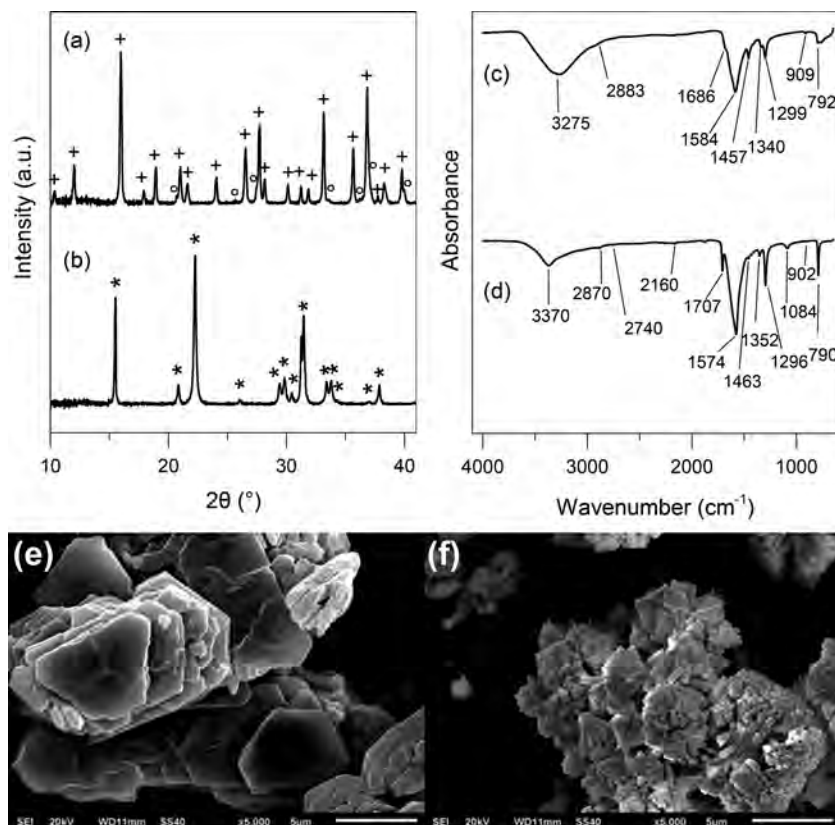 (a)
(b)
Intensity (a.u.)
10 20 30 40
2θ (°)
(c)
3275
2883
1686
1584
1457
1340
1299
909
792
Absorbance
(d)
3370
2870
2740
2160
1707
1574
1463
1352
1296
1084
902
790
4000 3000 2000 1000
Wavenumber (cm⁻¹)
(e)
SEI 20kV WD11mm SS40 x5,000 5µm
(f)
SEI 20kV WD11mm SS40 x5,000 5µm